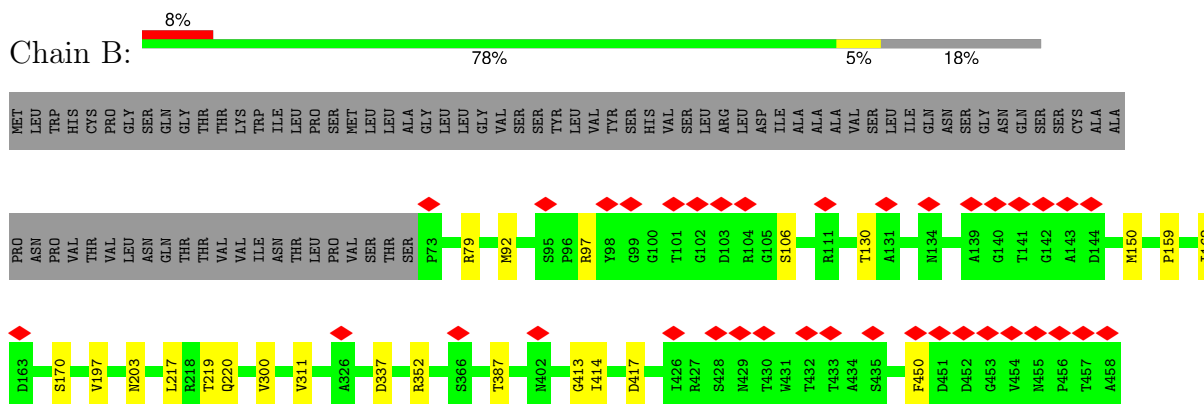 8%
Chain B:
78% 5% 18%
MET LEU TRP HIS CYS PRO GLY SER GLN GLY THR THR LYS TRP ILE LEU PRO SER MET LEU LEU ALA GLY LEU LEU GLY VAL SER SER TYR LEU VAL TYR SER HIS VAL SER LEU ARG LEU ASP ILE ALA ALA ALA VAL SER LEU ILE GLN ASN SER GLY ASN GLN SER SER CYS ALA ALA
PRO ASN PRO VAL THR VAL LEU ASN GLN THR THR VAL VAL ILE ASN THR LEU PRO VAL SER THR SER P73 R79 M92 S95 P96 R97 Y98 G99 G100 T101 G102 D103 R104 G105 S106 R111 T130 A131 N134 A139 G140 T141 G142 A143 D144 M150 P159
D163 S170 V197 N203 L217 R218 T219 Q220 V300 V311 A326 D337 R352 S366 T387 N402 G413 I414 D417 I426 R427 S428 N429 T430 W431 T432 T433 A434 S435 F450 D451 D452 G453 V454 N455 P456 T457 A458